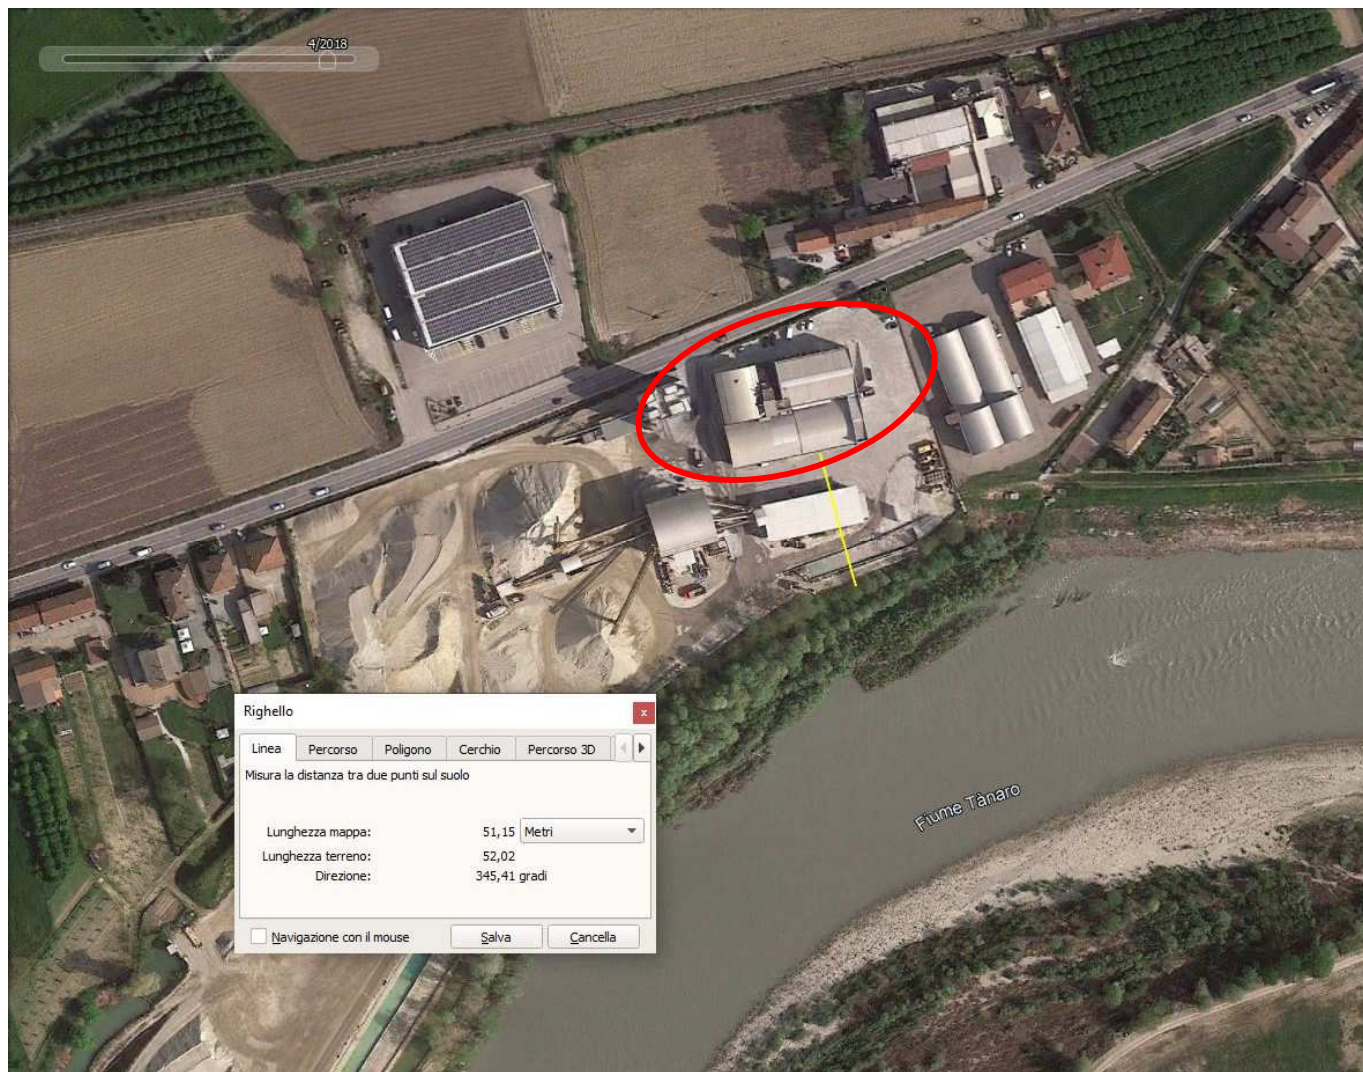 4/2018
Righello
x
Linea Percorso Poligono Cerchio Percorso 3D
Misura la distanza tra due punti sul suolo
Lunghezza mappa: 51,15 Metri
Lunghezza terreno: 52,02
Direzione: 345,41 gradi
Navigazione con il mouse Salva Cancella
Fiume Tànaro